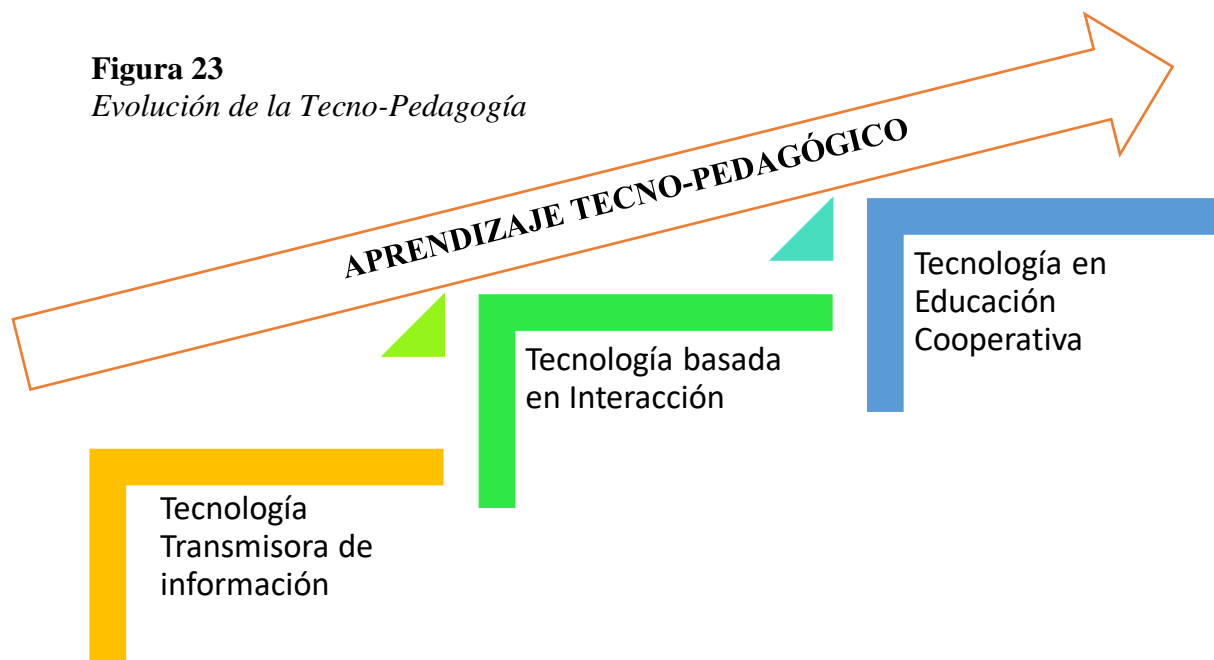 Figura 23
Evolución de la Tecno-Pedagogía
APRENDIZAJE TECNO-PEDAGÓGICO
Tecnología en
Educación
Cooperativa
Tecnología basada
en Interacción
Tecnología
Transmisora de
información